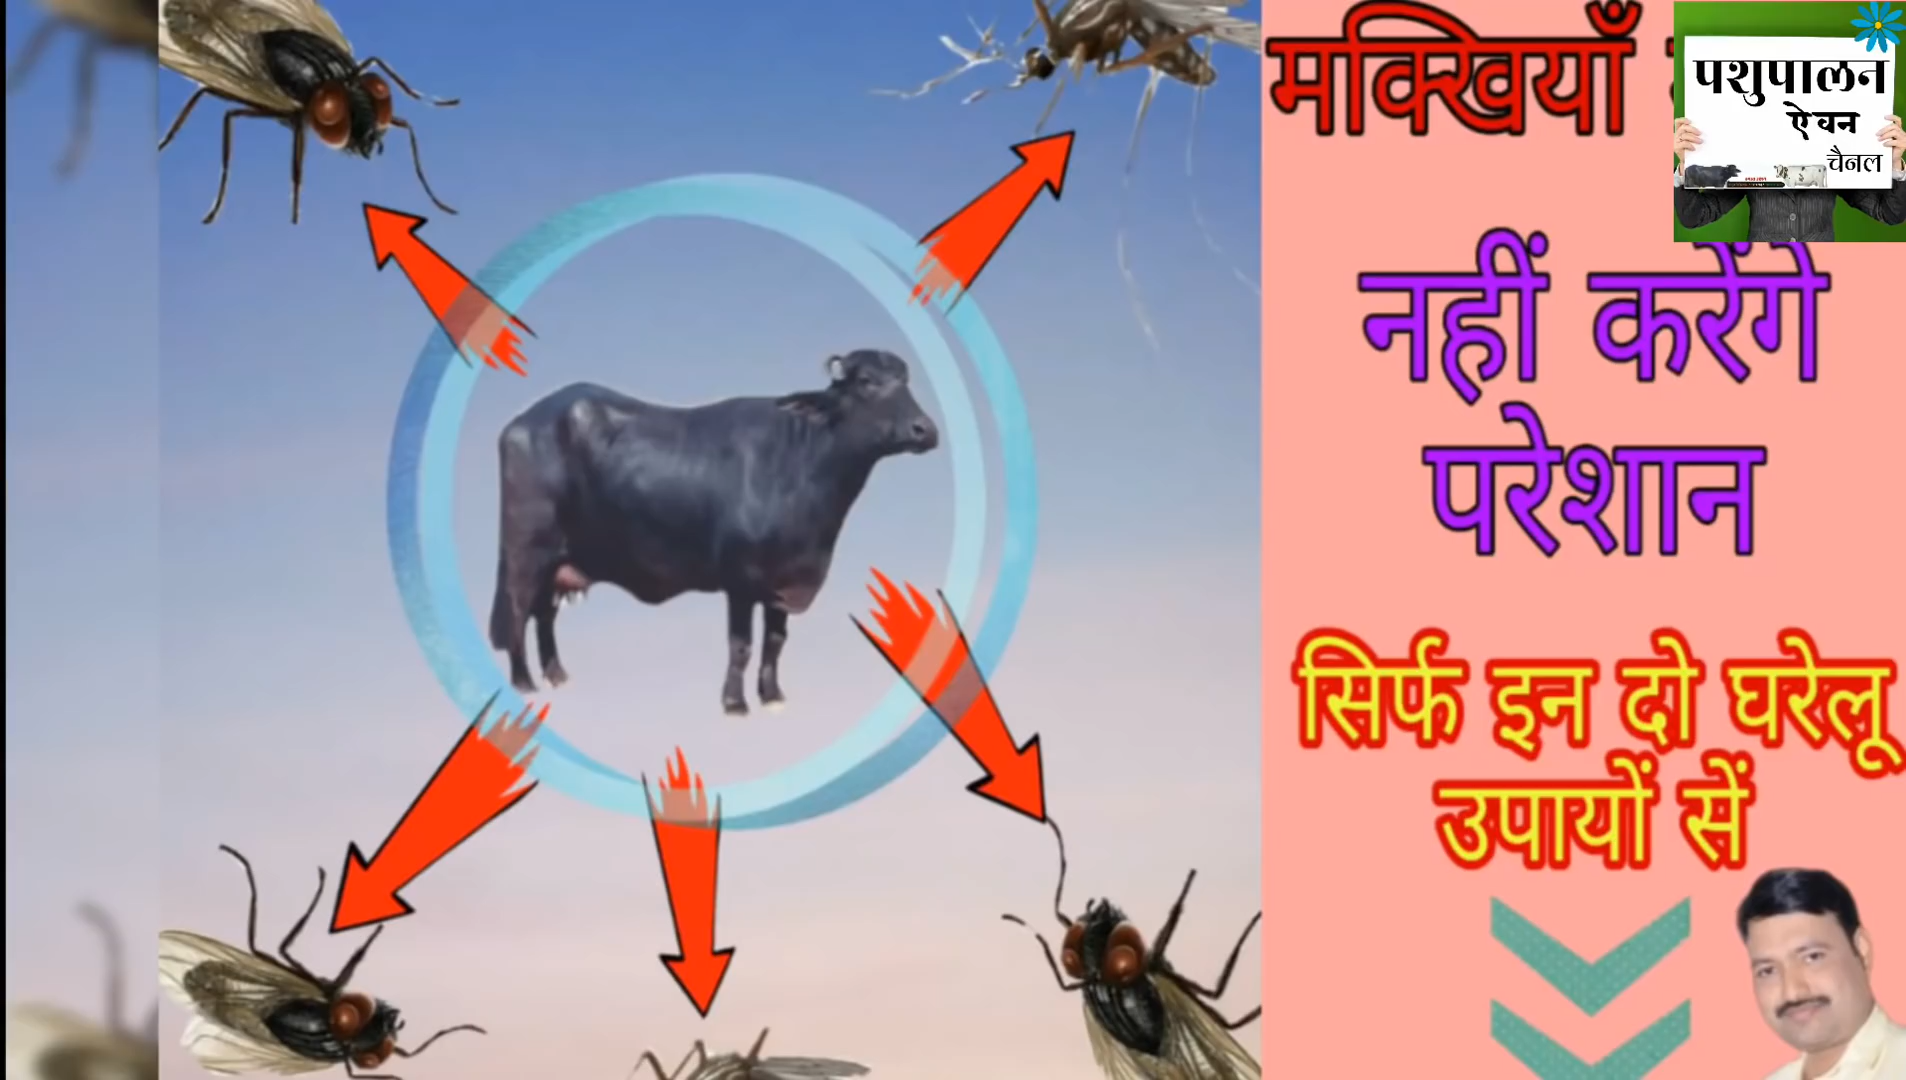 मक्खियाँ
नहीं करेंगे
परेशान
सिर्फ इन दो घरेलू
उपायों सें
पशुपालन
ऐ वन
चैनल